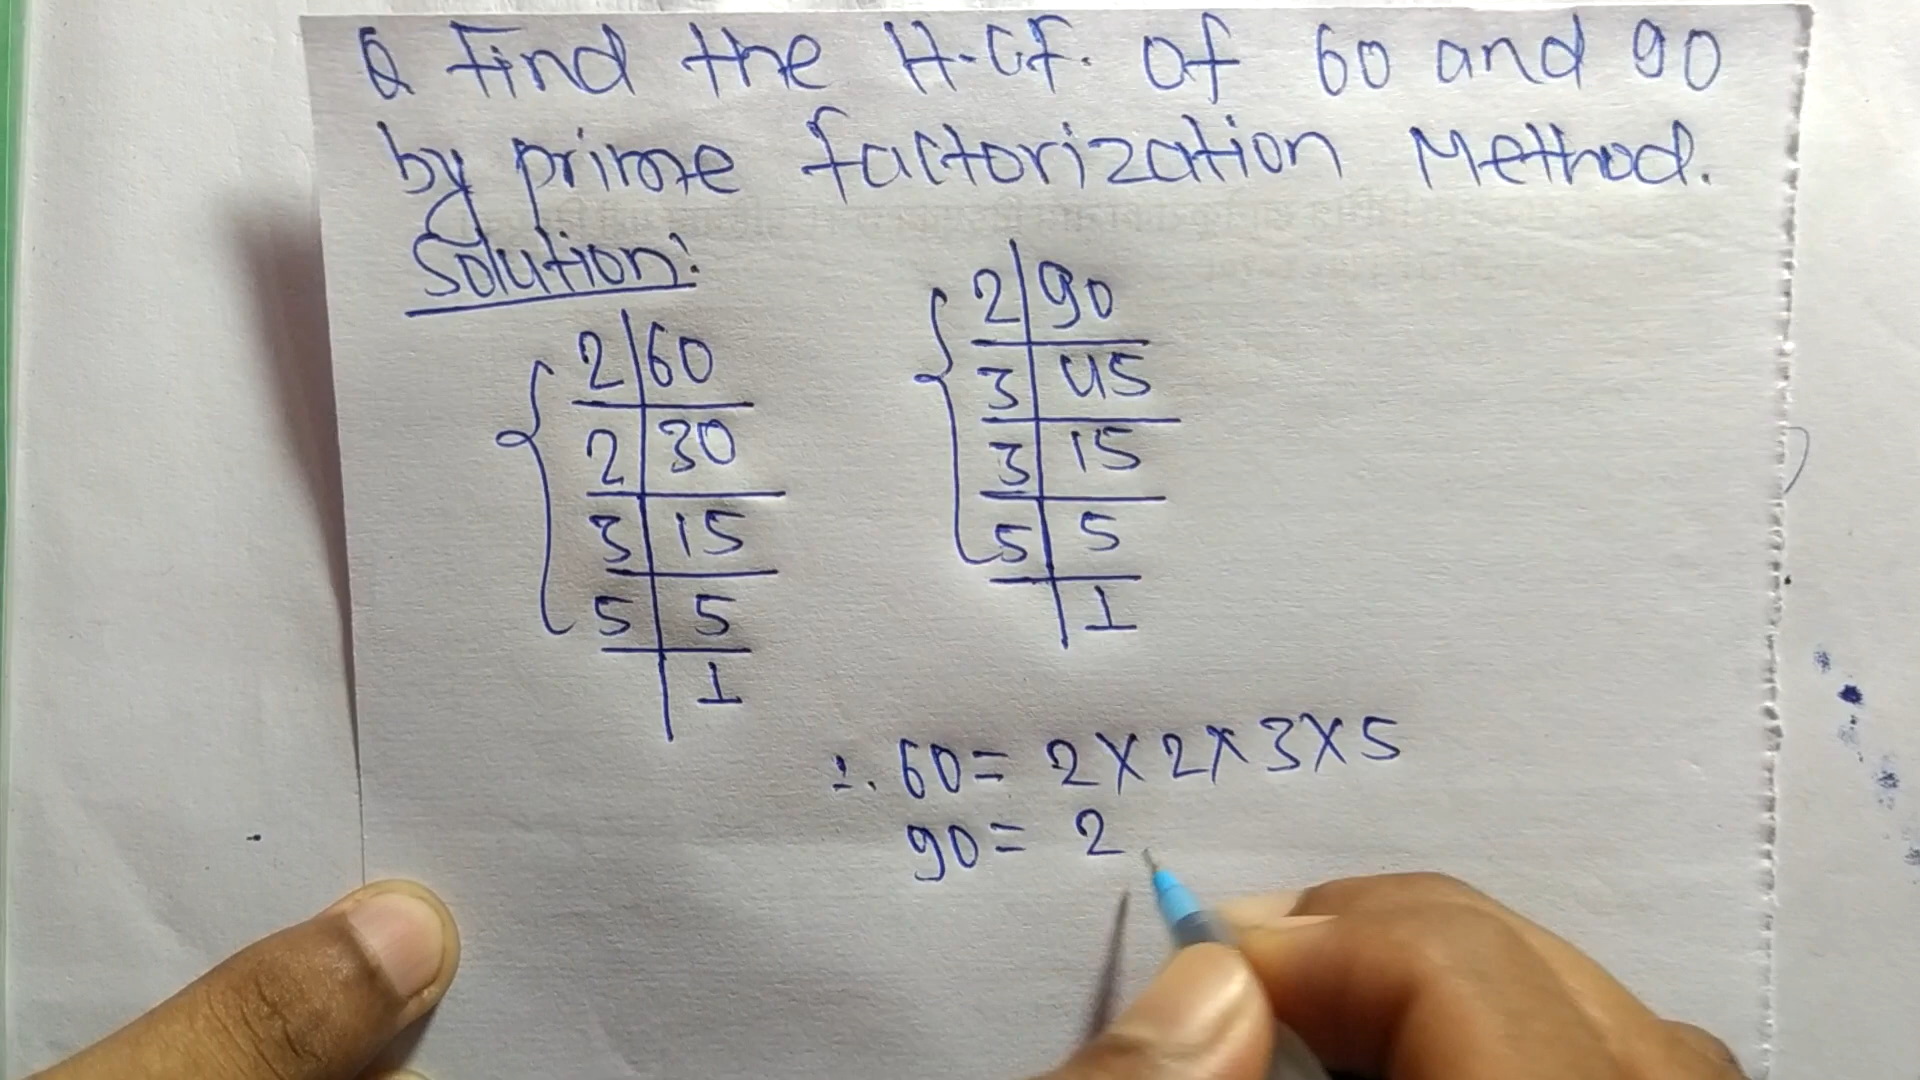 Q Find the H.C.F. of 60 and 90
by prime factorization Method.
Solution:
2 60
2 30
3 15
5 5
1
2 90
3 45
3 15
5 5
1
∴ 60 = 2 × 2 × 3 × 5
90 = 2